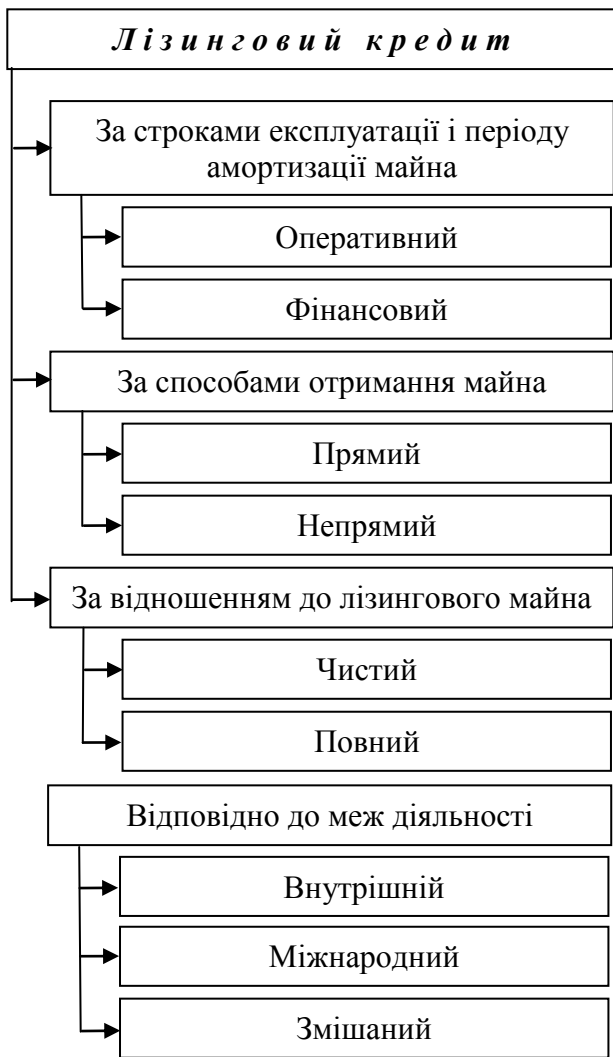 Лізинговий кредит
За строками експлуатації і періоду
амортизації майна
Оперативний
Фінансовий
За способами отримання майна
Прямий
Непрямий
За відношенням до лізингового майна
Чистий
Повний
Відповідно до меж діяльності
Внутрішній
Міжнародний
Змішаний